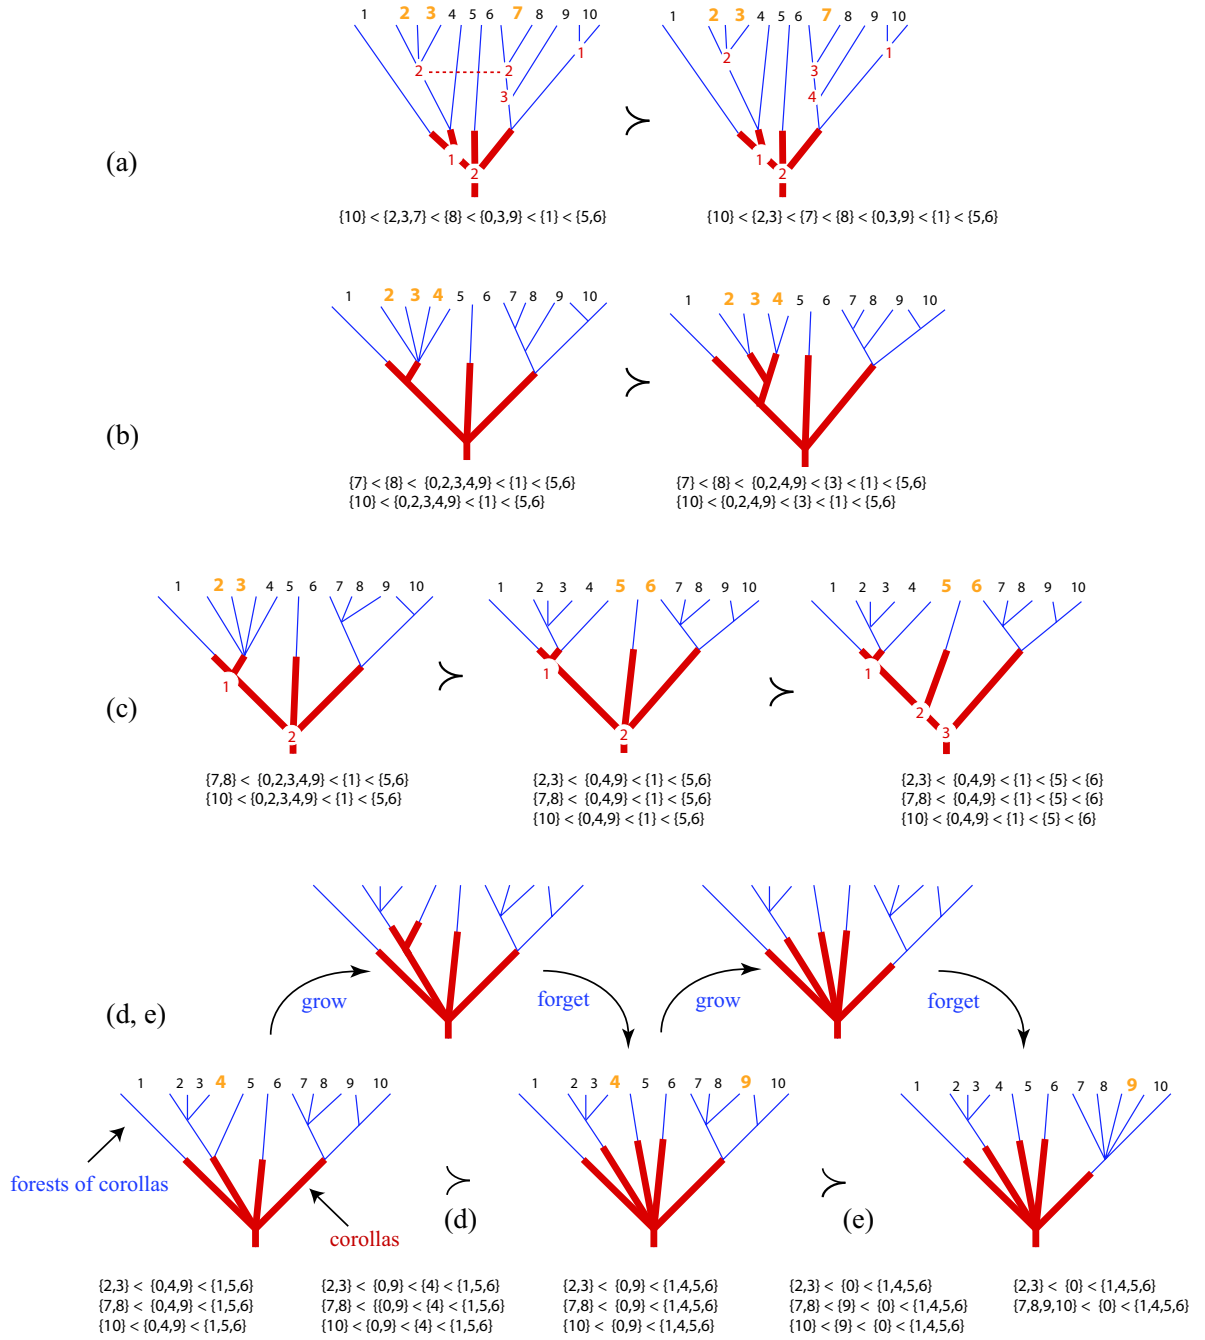 1 2 3 4 5 6 7 8 9 10
1 2 3 4 5 6 7 8 9 10
2 2 1
3
2 3 1
4
(a)
1
2
1
2
{10} < {2,3,7} < {8} < {0,3,9} < {1} < {5,6}
{10} < {2,3} < {7} < {8} < {0,3,9} < {1} < {5,6}
1 2 3 4 5 6 7 8 9 10
1 2 3 4 5 6 7 8 9 10
(b)
{7} < {8} < {0,2,3,4,9} < {1} < {5,6}
{10} < {0,2,3,4,9} < {1} < {5,6}
{7} < {8} < {0,2,4,9} < {3} < {1} < {5,6}
{10} < {0,2,4,9} < {3} < {1} < {5,6}
1 2 3 4 5 6 7 8 9 10
1 2 3 4 5 6 7 8 9 10
1 2 3 4 5 6 7 8 9 10
(c)
1
2
1
2
1
2
3
{7,8} < {0,2,3,4,9} < {1} < {5,6}
{10} < {0,2,3,4,9} < {1} < {5,6}
{2,3} < {0,4,9} < {1} < {5,6}
{7,8} < {0,4,9} < {1} < {5,6}
{10} < {0,4,9} < {1} < {5,6}
{2,3} < {0,4,9} < {1} < {5} < {6}
{7,8} < {0,4,9} < {1} < {5} < {6}
{10} < {0,4,9} < {1} < {5} < {6}
(d, e)
grow
forget
grow
forget
1 2 3 4 5 6 7 8 9 10
1 2 3 4 5 6 7 8 9 10
1 2 3 4 5 6 7 8 9 10
forests of corollas
corollas
(d)
(e)
{2,3} < {0,4,9} < {1,5,6}
{7,8} < {0,4,9} < {1,5,6}
{10} < {0,4,9} < {1,5,6}
{2,3} < {0,9} < {4} < {1,5,6}
{7,8} < {{0,9} < {4} < {1,5,6}
{10} < {0,9} < {4} < {1,5,6}
{2,3} < {0,9} < {1,4,5,6}
{7,8} < {0,9} < {1,4,5,6}
{10} < {0,9} < {1,4,5,6}
{2,3} < {0} < {1,4,5,6}
{7,8} < {9} < {0} < {1,4,5,6}
{10} < {9} < {0} < {1,4,5,6}
{2,3} < {0} < {1,4,5,6}
{7,8,9,10} < {0} < {1,4,5,6}